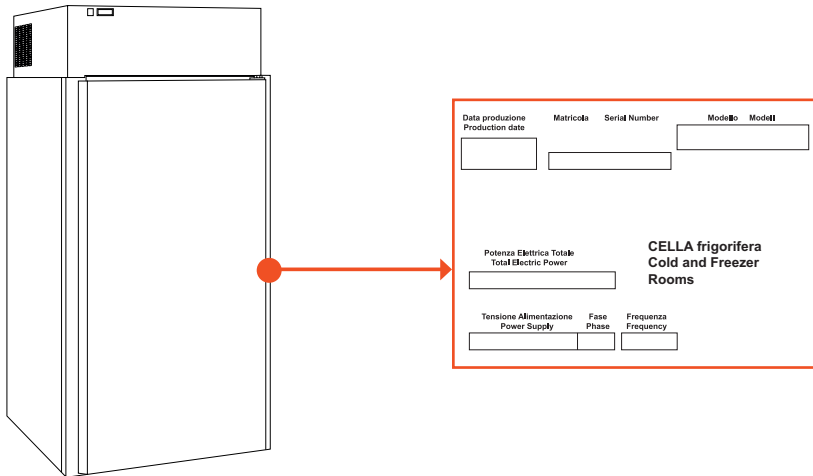 Data produzione
Production date
Matricola Serial Number
Modello Modell
Potenza Elettrica Totale
Total Electric Power
CELLA frigorifera
Cold and Freezer
Rooms
Tensione Alimentazione
Power Supply
Fase
Phase
Frequenza
Frequency